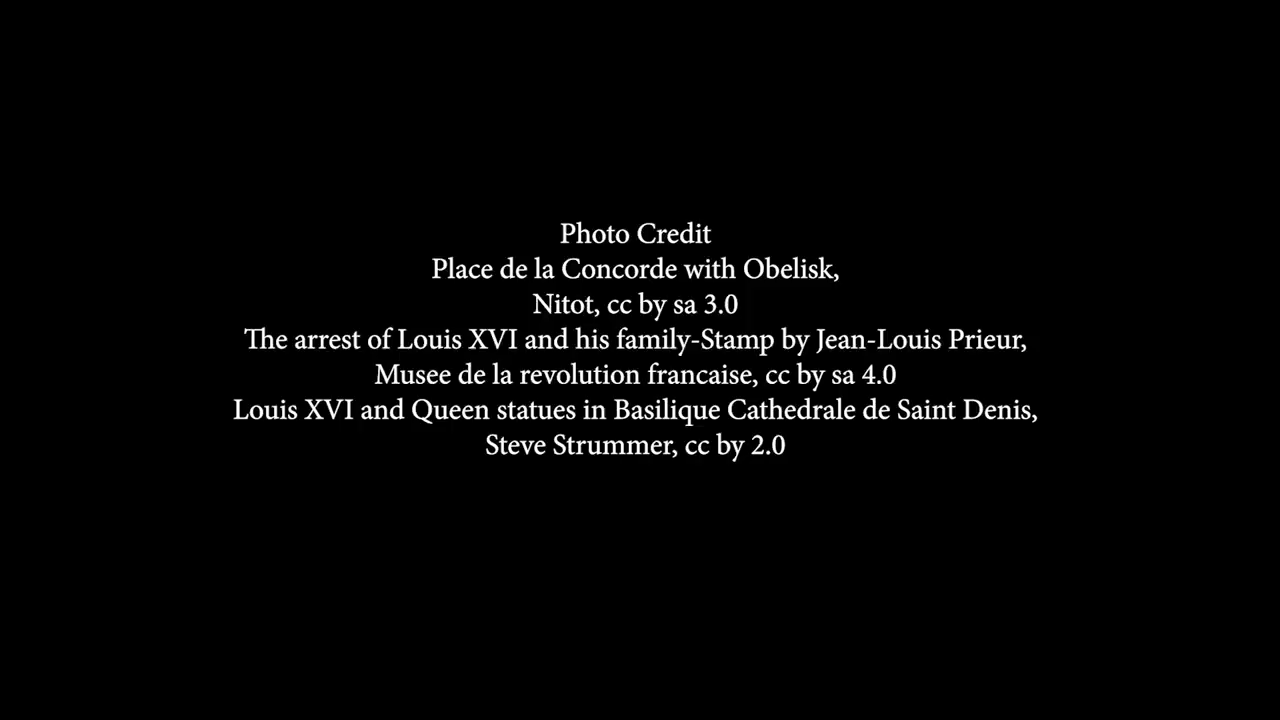 Photo Credit
Place de la Concorde with Obelisk,
Nitot, cc by sa 3.0
The arrest of Louis XVI and his family-Stamp by Jean-Louis Prieur,
Musee de la revolution francaise, cc by sa 4.0
Louis XVI and Queen statues in Basilique Cathedrale de Saint Denis,
Steve Strummer, cc by 2.0